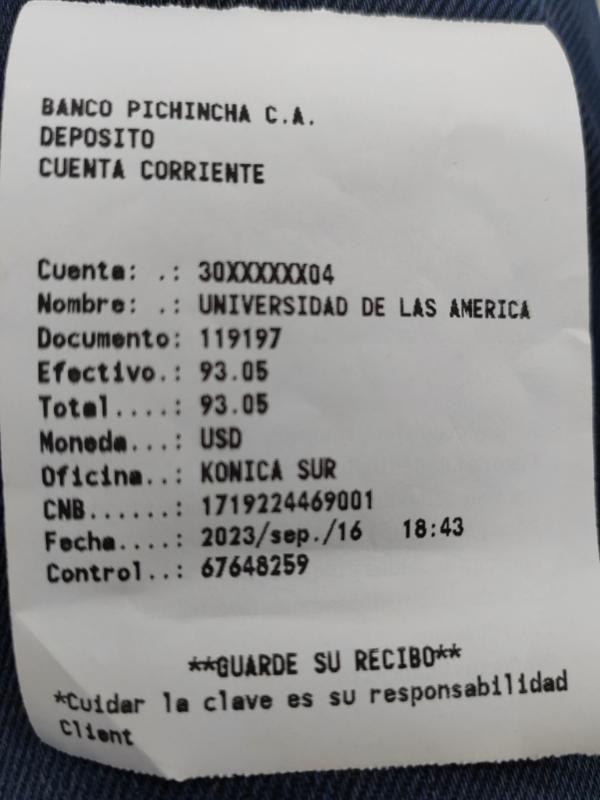 BANCO PICHINCHA C.A.
DEPOSITO
CUENTA CORRIENTE
Cuenta: .: 30XXXXXX04
Nombre: .: UNIVERSIDAD DE LAS AMERICA
Documento: 119197
Efectivo.: 93.05
Total....: 93.05
Moneda...: USD
Oficina..: KONICA SUR
CNB......: 1719224469001
Fecha....: 2023/sep./16 18:43
Control..: 67648259
**GUARDE SU RECIBO**
*Cuidar la clave es su responsabilidad
Client